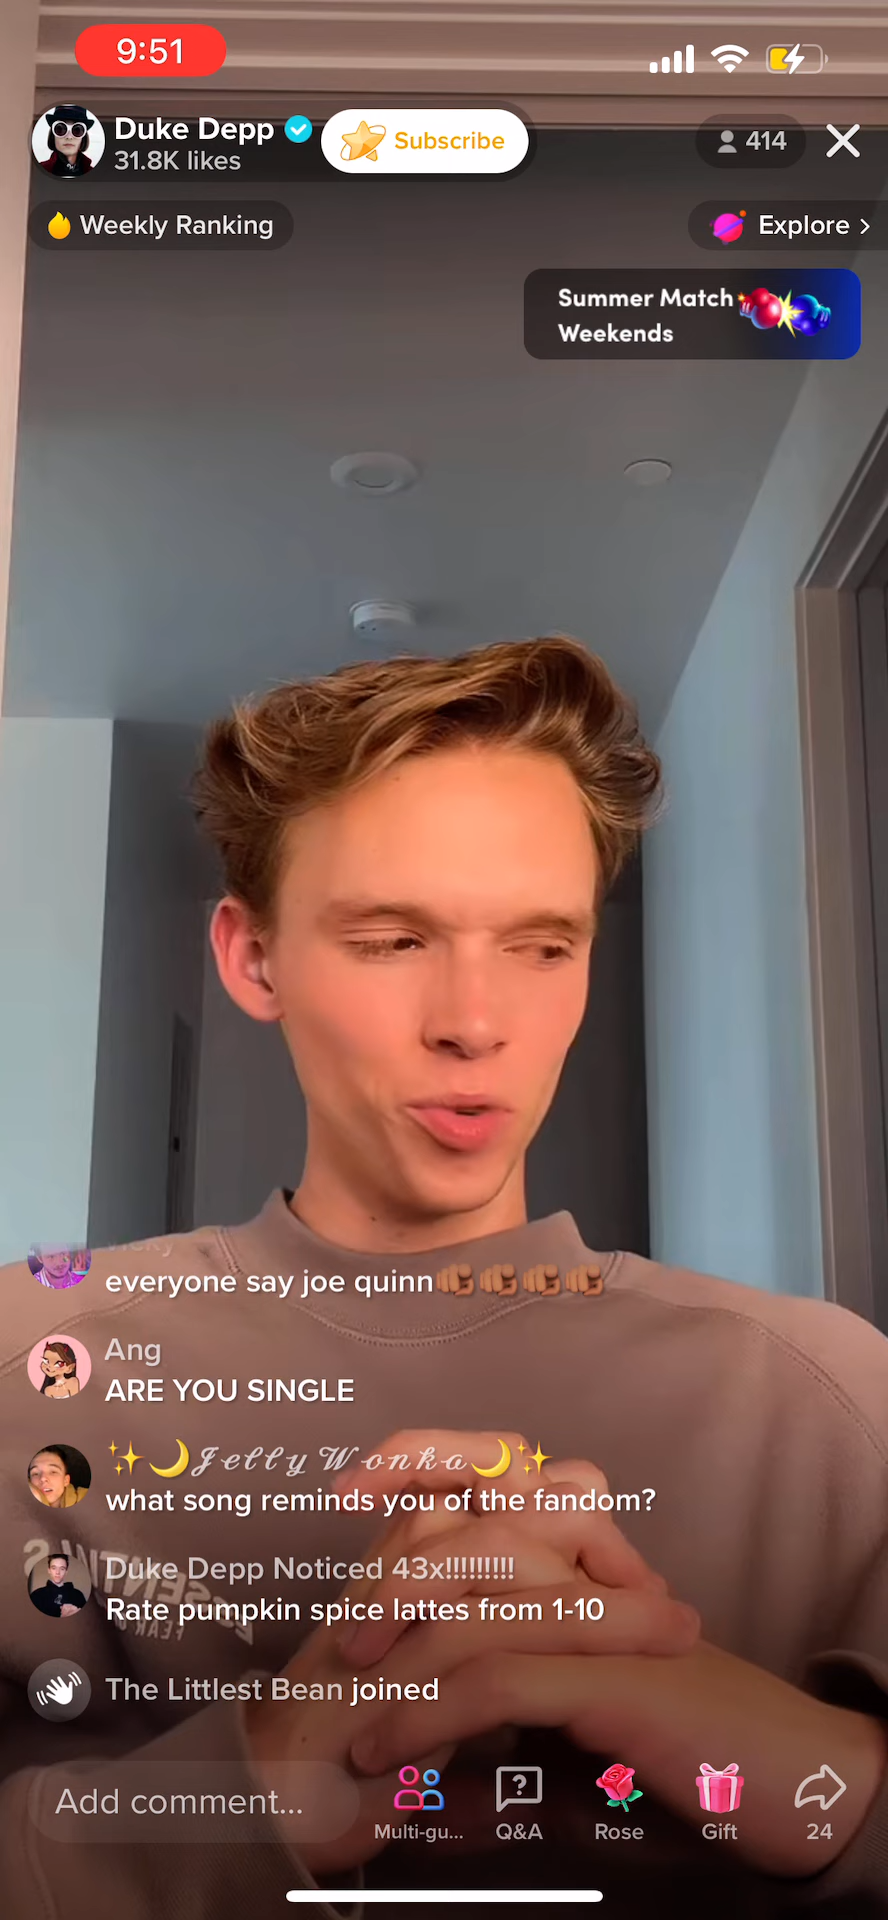 9:51
Duke Depp
31.8K likes
Subscribe
414
Weekly Ranking
Explore >
Summer Match
Weekends
everyone say joe quinn🫵🏾🫵🏾🫵🏾🫵🏾
Ang
ARE YOU SINGLE
✨🌙𝒥𝑒𝓁𝓁𝓎 𝒲𝑜𝓃𝓀𝒶🌙✨
what song reminds you of the fandom?
Duke Depp Noticed 43x!!!!!!!!!
Rate pumpkin spice lattes from 1-10
The Littlest Bean joined
Add comment...
Multi-gu...
Q&A
Rose
Gift
24